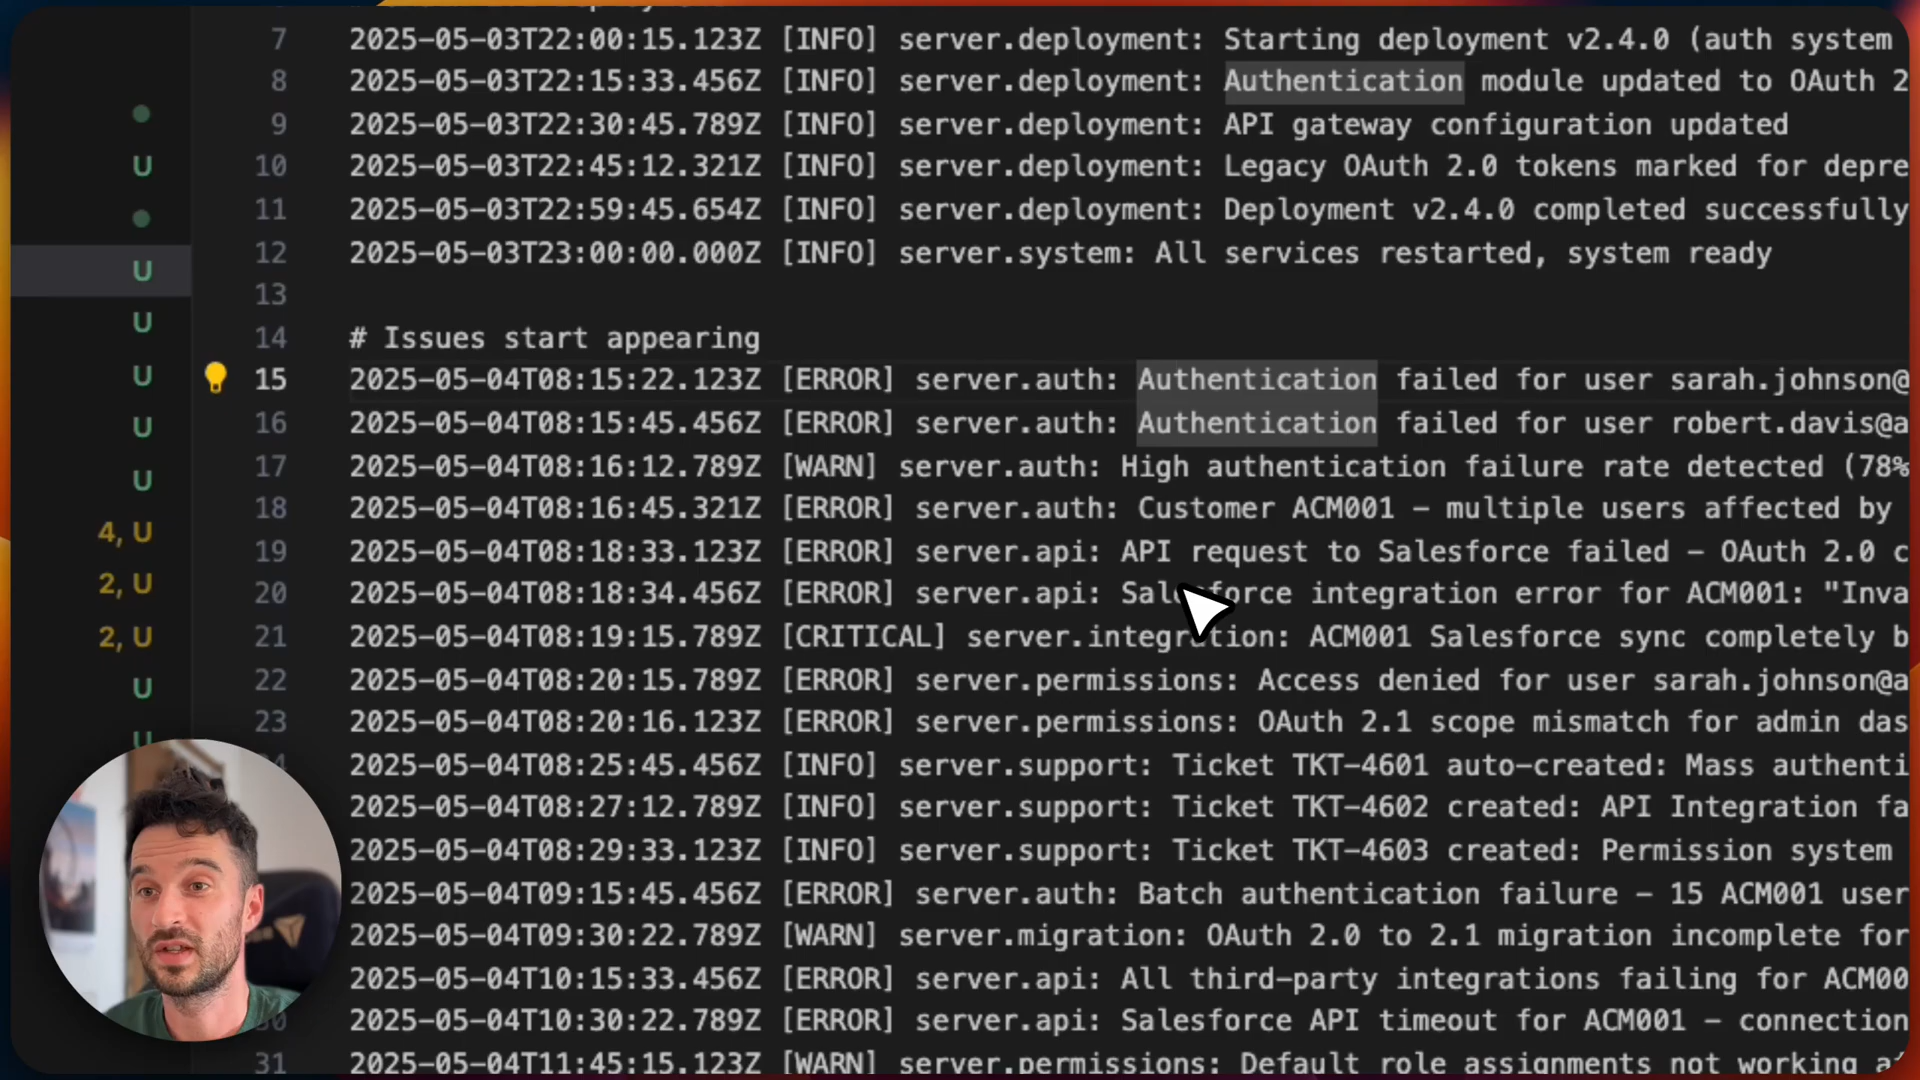 7 2025-05-03T22:00:15.123Z [INFO] server.deployment: Starting deployment v2.4.0 (auth system
8 2025-05-03T22:15:33.456Z [INFO] server.deployment: Authentication module updated to OAuth 2
9 2025-05-03T22:30:45.789Z [INFO] server.deployment: API gateway configuration updated
U 10 2025-05-03T22:45:12.321Z [INFO] server.deployment: Legacy OAuth 2.0 tokens marked for depre
11 2025-05-03T22:59:45.654Z [INFO] server.deployment: Deployment v2.4.0 completed successfully
U 12 2025-05-03T23:00:00.000Z [INFO] server.system: All services restarted, system ready
U 13
14 # Issues start appearing
U 15 2025-05-04T08:15:22.123Z [ERROR] server.auth: Authentication failed for user sarah.johnson@
U 16 2025-05-04T08:15:45.456Z [ERROR] server.auth: Authentication failed for user robert.davis@a
U 17 2025-05-04T08:16:12.789Z [WARN] server.auth: High authentication failure rate detected (78%
18 2025-05-04T08:16:45.321Z [ERROR] server.auth: Customer ACM001 – multiple users affected by
4, U 19 2025-05-04T08:18:33.123Z [ERROR] server.api: API request to Salesforce failed – OAuth 2.0 c
2, U 20 2025-05-04T08:18:34.456Z [ERROR] server.api: Salesforce integration error for ACM001: "Inva
2, U 21 2025-05-04T08:19:15.789Z [CRITICAL] server.integration: ACM001 Salesforce sync completely b
U 22 2025-05-04T08:20:15.789Z [ERROR] server.permissions: Access denied for user sarah.johnson@a
U 23 2025-05-04T08:20:16.123Z [ERROR] server.permissions: OAuth 2.1 scope mismatch for admin das
2025-05-04T08:25:45.456Z [INFO] server.support: Ticket TKT-4601 auto-created: Mass authenti
2025-05-04T08:27:12.789Z [INFO] server.support: Ticket TKT-4602 created: API Integration fa
2025-05-04T08:29:33.123Z [INFO] server.support: Ticket TKT-4603 created: Permission system
2025-05-04T09:15:45.456Z [ERROR] server.auth: Batch authentication failure – 15 ACM001 user
2025-05-04T09:30:22.789Z [WARN] server.migration: OAuth 2.0 to 2.1 migration incomplete for
2025-05-04T10:15:33.456Z [ERROR] server.api: All third-party integrations failing for ACM00
30 2025-05-04T10:30:22.789Z [ERROR] server.api: Salesforce API timeout for ACM001 – connection
31 2025-05-04T11:45:15.123Z [WARN] server.permissions: Default role assignments not working